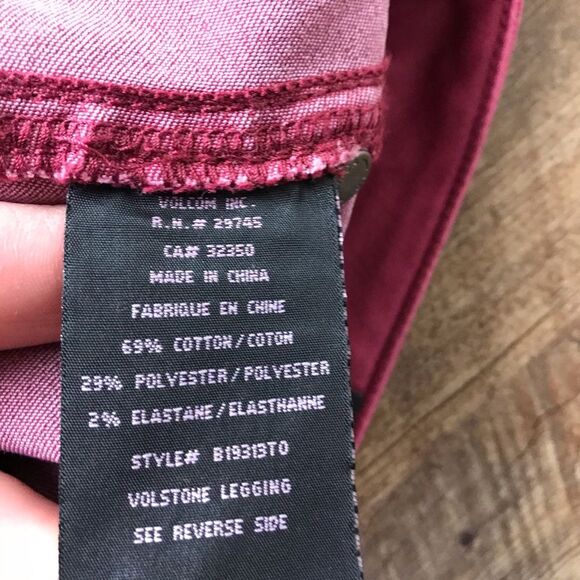 VOLCOM INC.
R.N.# 29745
CA# 32350
MADE IN CHINA
FABRIQUE EN CHINE
69% COTTON/COTON
29% POLYESTER/POLYESTER
2% ELASTANE/ELASTHANNE
STYLE# B19313T0
VOLSTONE LEGGING
SEE REVERSE SIDE